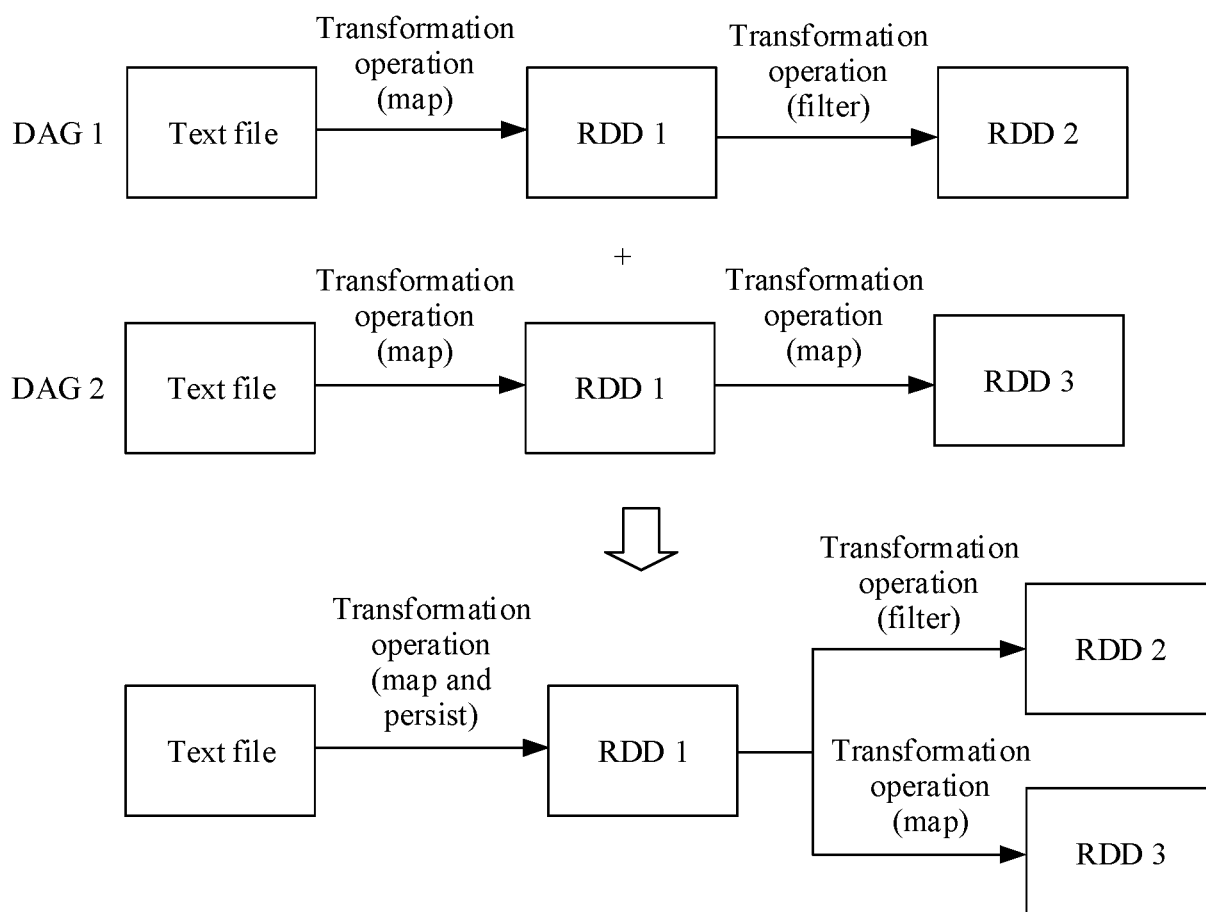 Transformation
operation
(map)
Transformation
operation
(filter)
DAG 1
Text file
RDD 1
RDD 2
+
Transformation
operation
(map)
Transformation
operation
(map)
DAG 2
Text file
RDD 1
RDD 3
Transformation
operation
(map and
persist)
Transformation
operation
(filter)
RDD 2
Text file
RDD 1
Transformation
operation
(map)
RDD 3